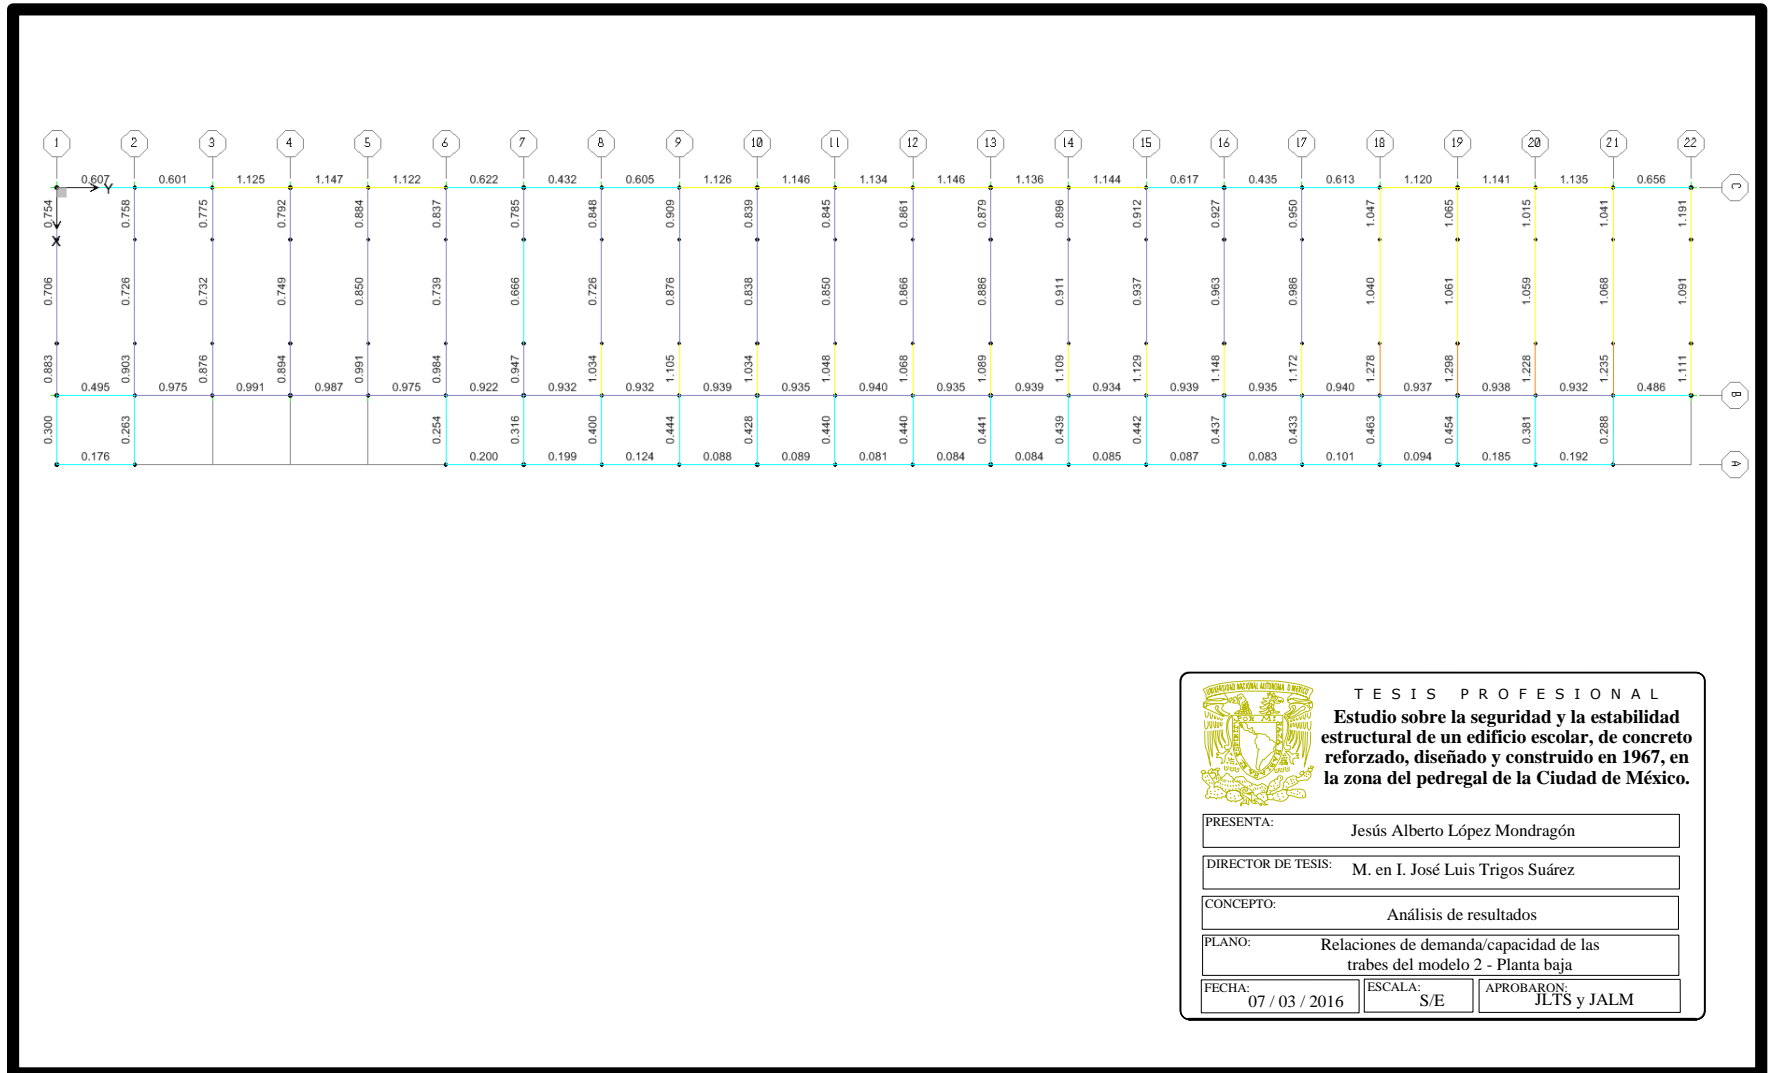 1 2 3 4 5 6 7 8 9 10 11 12 13 14 15 16 17 18 19 20 21 22
0.607 0.601 1.125 1.147 1.122 0.622 0.432 0.605 1.126 1.146 1.134 1.146 1.136 1.144 0.617 0.435 0.613 1.120 1.141 1.135 0.656
Y
C
0.754 0.758 0.775 0.792 0.884 0.837 0.785 0.848 0.909 0.839 0.845 0.861 0.879 0.896 0.912 0.927 0.950 1.047 1.065 1.015 1.041 1.191
X
0.706 0.726 0.732 0.749 0.850 0.739 0.666 0.726 0.876 0.838 0.850 0.866 0.886 0.911 0.937 0.963 0.986 1.040 1.061 1.059 1.068 1.091
0.883 0.903 0.876 0.894 0.991 0.984 0.947 1.034 1.105 1.034 1.048 1.068 1.089 1.109 1.129 1.148 1.172 1.278 1.298 1.228 1.235 1.111
0.495 0.975 0.991 0.987 0.975 0.922 0.932 0.932 0.939 0.935 0.940 0.935 0.939 0.934 0.939 0.935 0.940 0.937 0.938 0.932 0.486
B
0.300 0.263 0.254 0.316 0.400 0.444 0.428 0.440 0.440 0.441 0.439 0.442 0.437 0.433 0.463 0.454 0.381 0.288
0.176 0.200 0.199 0.124 0.088 0.089 0.081 0.084 0.084 0.085 0.087 0.083 0.101 0.094 0.185 0.192
A
TESIS PROFESIONAL
Estudio sobre la seguridad y la estabilidad
estructural de un edificio escolar, de concreto
reforzado, diseñado y construido en 1967, en
la zona del pedregal de la Ciudad de México.
PRESENTA: Jesús Alberto López Mondragón
DIRECTOR DE TESIS: M. en I. José Luis Trigos Suárez
CONCEPTO: Análisis de resultados
PLANO: Relaciones de demanda/capacidad de las
trabes del modelo 2 - Planta baja
FECHA: 07 / 03 / 2016 ESCALA: S/E APROBARON: JLTS y JALM